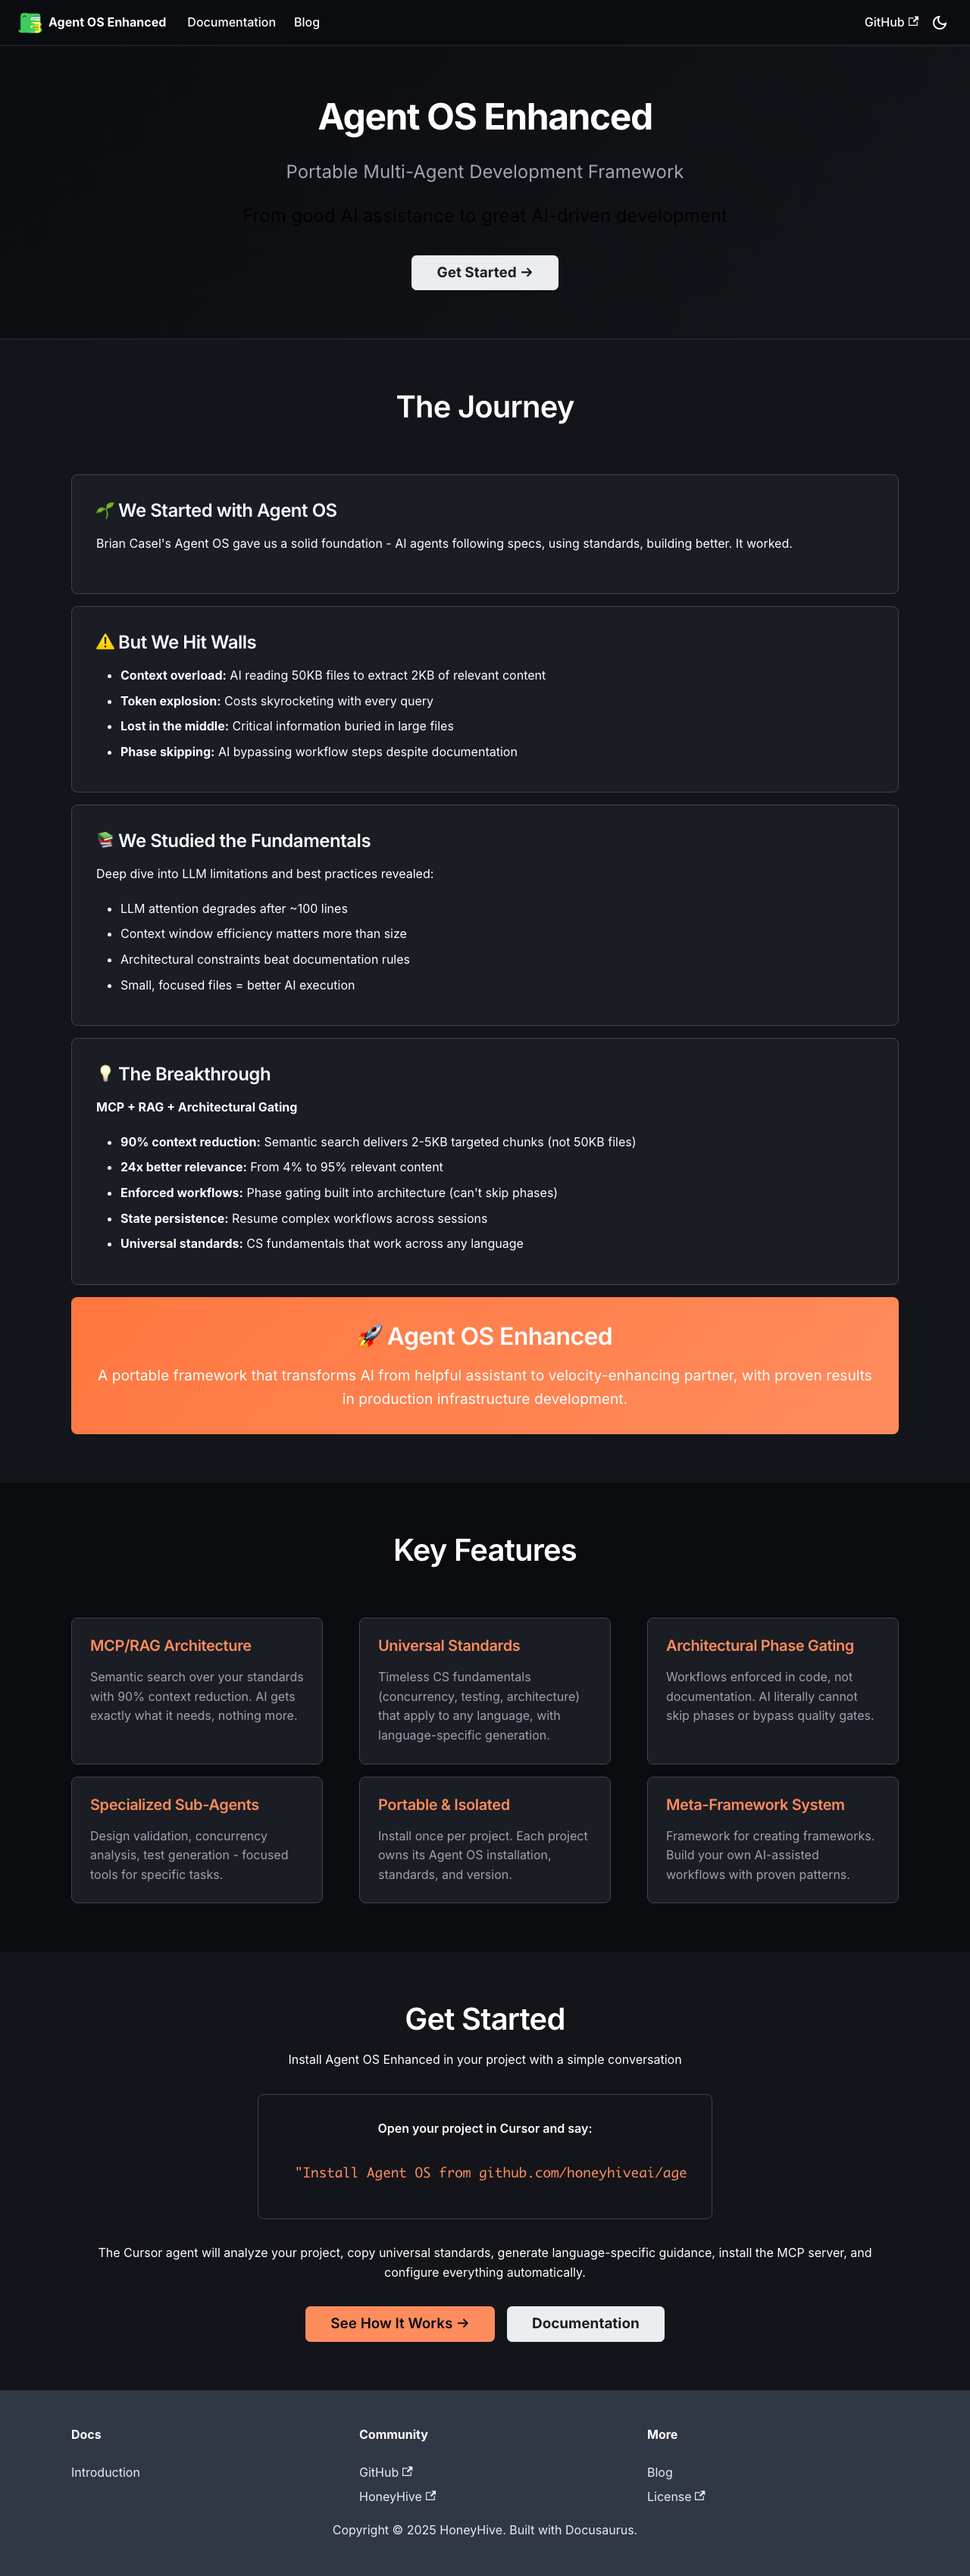 Agent OS Enhanced Documentation Blog GitHub
Agent OS Enhanced
Portable Multi-Agent Development Framework
From good AI assistance to great AI-driven development
Get Started →
The Journey
🌱 We Started with Agent OS
Brian Casel's Agent OS gave us a solid foundation - AI agents following specs, using standards, building better. It worked.
⚠️ But We Hit Walls
• Context overload: AI reading 50KB files to extract 2KB of relevant content
• Token explosion: Costs skyrocketing with every query
• Lost in the middle: Critical information buried in large files
• Phase skipping: AI bypassing workflow steps despite documentation
📚 We Studied the Fundamentals
Deep dive into LLM limitations and best practices revealed:
• LLM attention degrades after ~100 lines
• Context window efficiency matters more than size
• Architectural constraints beat documentation rules
• Small, focused files = better AI execution
💡 The Breakthrough
MCP + RAG + Architectural Gating
• 90% context reduction: Semantic search delivers 2-5KB targeted chunks (not 50KB files)
• 24x better relevance: From 4% to 95% relevant content
• Enforced workflows: Phase gating built into architecture (can't skip phases)
• State persistence: Resume complex workflows across sessions
• Universal standards: CS fundamentals that work across any language
🚀 Agent OS Enhanced
A portable framework that transforms AI from helpful assistant to velocity-enhancing partner, with proven results
in production infrastructure development.
Key Features
MCP/RAG Architecture
Semantic search over your standards
with 90% context reduction. AI gets
exactly what it needs, nothing more.
Universal Standards
Timeless CS fundamentals
(concurrency, testing, architecture)
that apply to any language, with
language-specific generation.
Architectural Phase Gating
Workflows enforced in code, not
documentation. AI literally cannot
skip phases or bypass quality gates.
Specialized Sub-Agents
Design validation, concurrency
analysis, test generation - focused
tools for specific tasks.
Portable & Isolated
Install once per project. Each project
owns its Agent OS installation,
standards, and version.
Meta-Framework System
Framework for creating frameworks.
Build your own AI-assisted
workflows with proven patterns.
Get Started
Install Agent OS Enhanced in your project with a simple conversation
Open your project in Cursor and say:
"Install Agent OS from github.com/honeyhiveai/age
The Cursor agent will analyze your project, copy universal standards, generate language-specific guidance, install the MCP server, and
configure everything automatically.
See How It Works → Documentation
Docs
Introduction
Community
GitHub
HoneyHive
More
Blog
License
Copyright © 2025 HoneyHive. Built with Docusaurus.